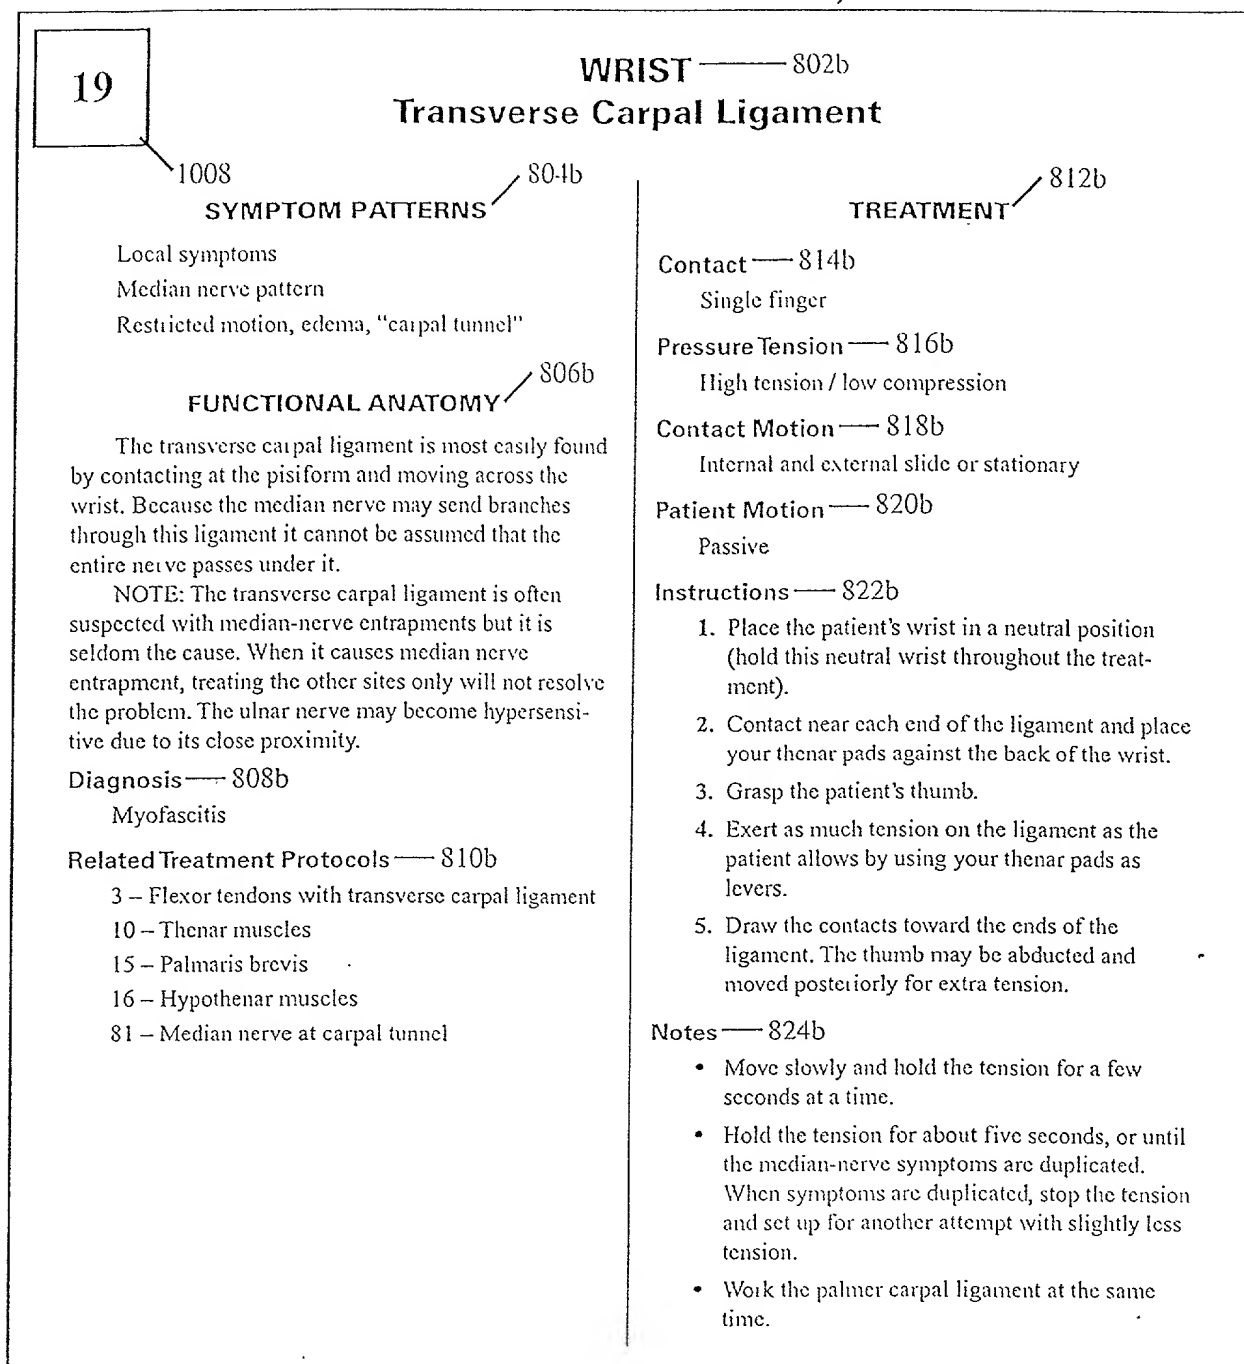 19
WRIST 802b
Transverse Carpal Ligament
1008
804b
SYMPTOM PATTERNS
Local symptoms
Median nerve pattern
Restricted motion, edema, "carpal tunnel"
806b
FUNCTIONAL ANATOMY
The transverse carpal ligament is most easily found
by contacting at the pisiform and moving across the
wrist. Because the median nerve may send branches
through this ligament it cannot be assumed that the
entire nerve passes under it.
NOTE: The transverse carpal ligament is often
suspected with median-nerve entrapments but it is
seldom the cause. When it causes median nerve
entrapment, treating the other sites only will not resolve
the problem. The ulnar nerve may become hypersensi-
tive due to its close proximity.
Diagnosis 808b
Myofascitis
Related Treatment Protocols 810b
3 – Flexor tendons with transverse carpal ligament
10 – Thenar muscles
15 – Palmaris brevis
16 – Hypothenar muscles
81 – Median nerve at carpal tunnel
812b
TREATMENT
Contact 814b
Single finger
Pressure Tension 816b
High tension / low compression
Contact Motion 818b
Internal and external slide or stationary
Patient Motion 820b
Passive
Instructions 822b
1. Place the patient's wrist in a neutral position
(hold this neutral wrist throughout the treat-
ment).
2. Contact near each end of the ligament and place
your thenar pads against the back of the wrist.
3. Grasp the patient's thumb.
4. Exert as much tension on the ligament as the
patient allows by using your thenar pads as
levers.
5. Draw the contacts toward the ends of the
ligament. The thumb may be abducted and
moved posteriorly for extra tension.
Notes 824b
• Move slowly and hold the tension for a few
seconds at a time.
• Hold the tension for about five seconds, or until
the median-nerve symptoms are duplicated.
When symptoms are duplicated, stop the tension
and set up for another attempt with slightly less
tension.
• Work the palmer carpal ligament at the same
time.